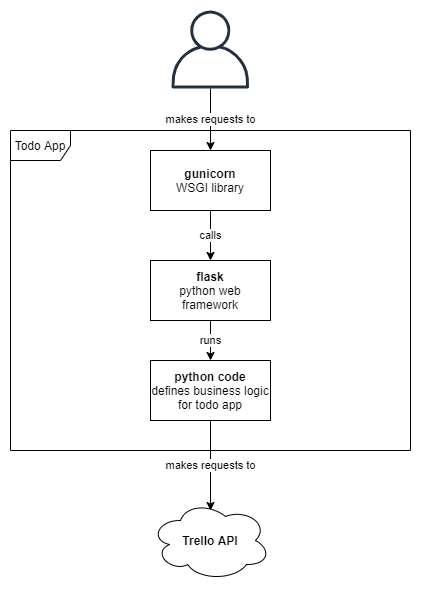 makes requests to
Todo App
gunicorn
WSGI library
calls
flask
python web
framework
runs
python code
defines business logic
for todo app
makes requests to
Trello API